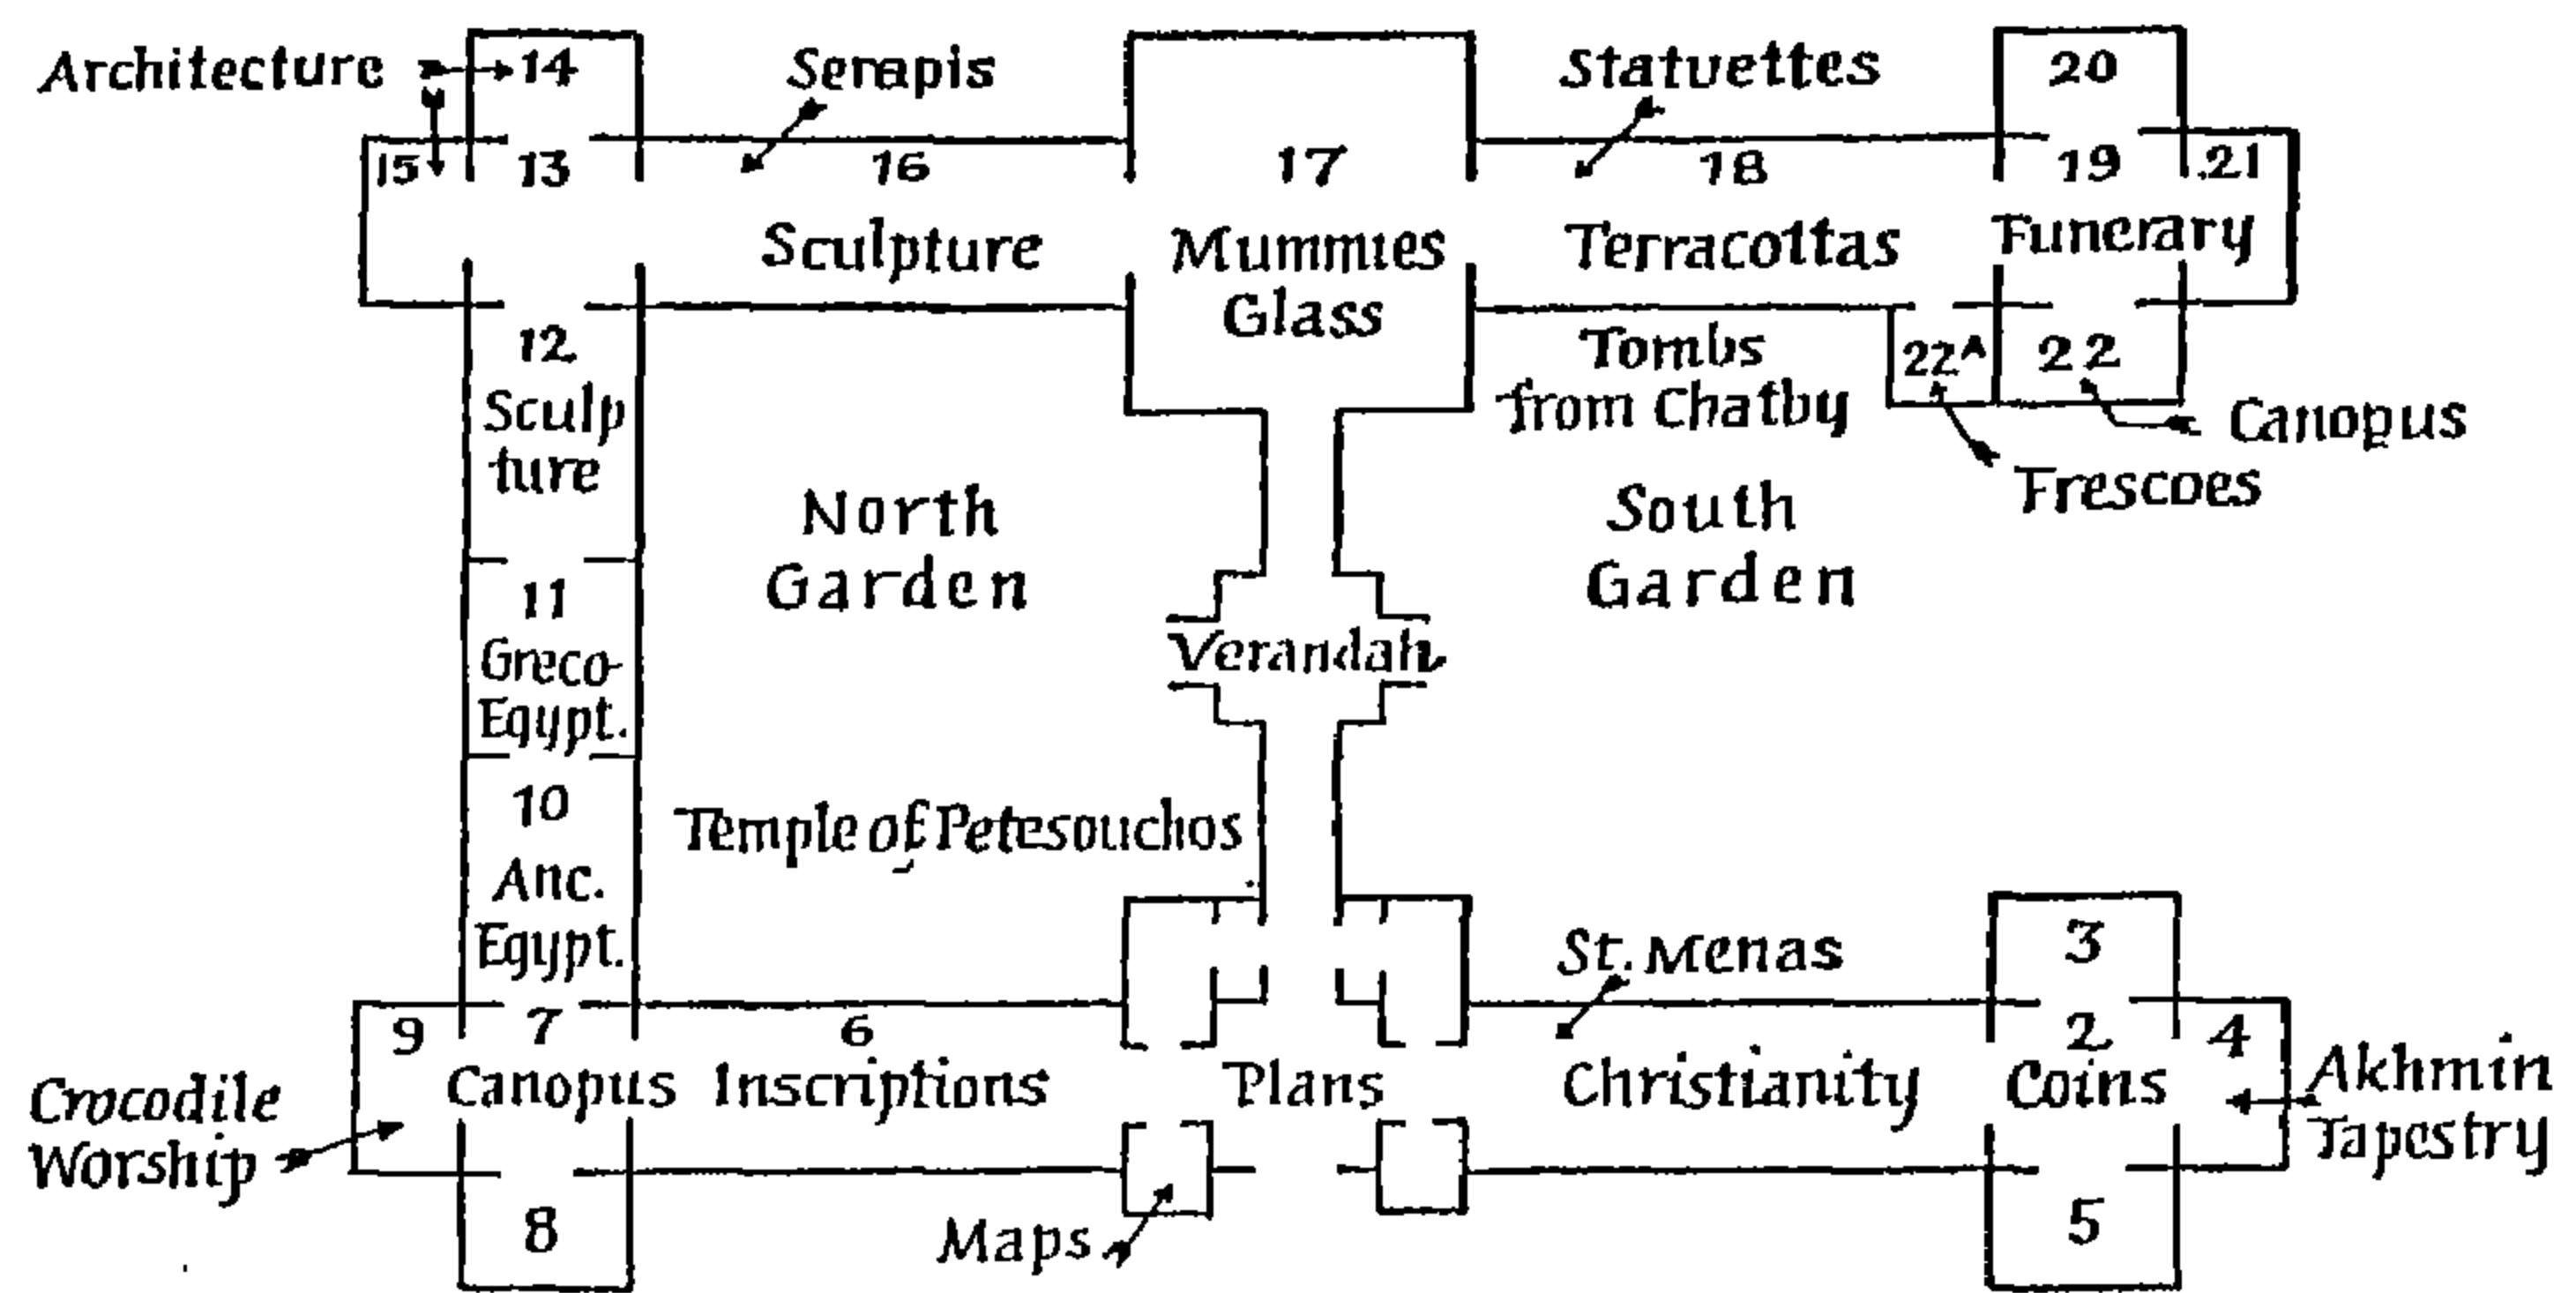 Architecture
14
Serapis
Statuettes
20
15
13
16
17
18
19
21
Sculpture
Mummies
Glass
Terracottas
Funerary
12
Sculp
ture
Tombs
from Chatby
22A
22
Canopus
Frescoes
North
Garden
South
Garden
11
Greco-
Egypt.
Verandah
10
Anc.
Egypt.
Temple of Petesouchos
St. Menas
3
9
7
6
2
4
Canopus
Inscriptions
Plans
Christianity
Coins
Akhmin
Tapestry
Crocodile
Worship
8
Maps
5